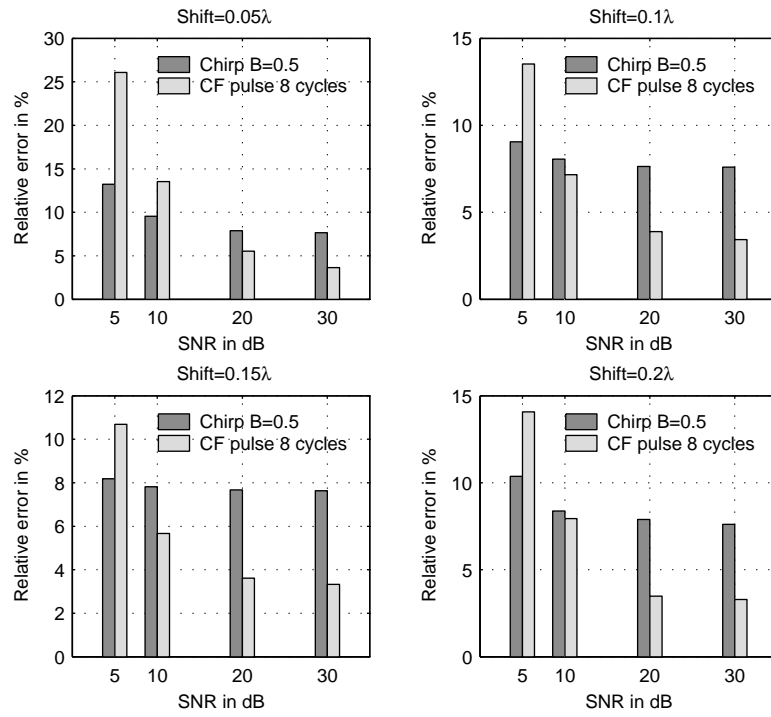 Shift=0.05λ
30
25
20
15
10
5
0
Relative error in %
Chirp B=0.5
CF pulse 8 cycles
5 10 20 30
SNR in dB
Shift=0.1λ
15
10
5
0
Relative error in %
Chirp B=0.5
CF pulse 8 cycles
5 10 20 30
SNR in dB
Shift=0.15λ
12
10
8
6
4
2
0
Relative error in %
Chirp B=0.5
CF pulse 8 cycles
5 10 20 30
SNR in dB
Shift=0.2λ
15
10
5
0
Relative error in %
Chirp B=0.5
CF pulse 8 cycles
5 10 20 30
SNR in dB